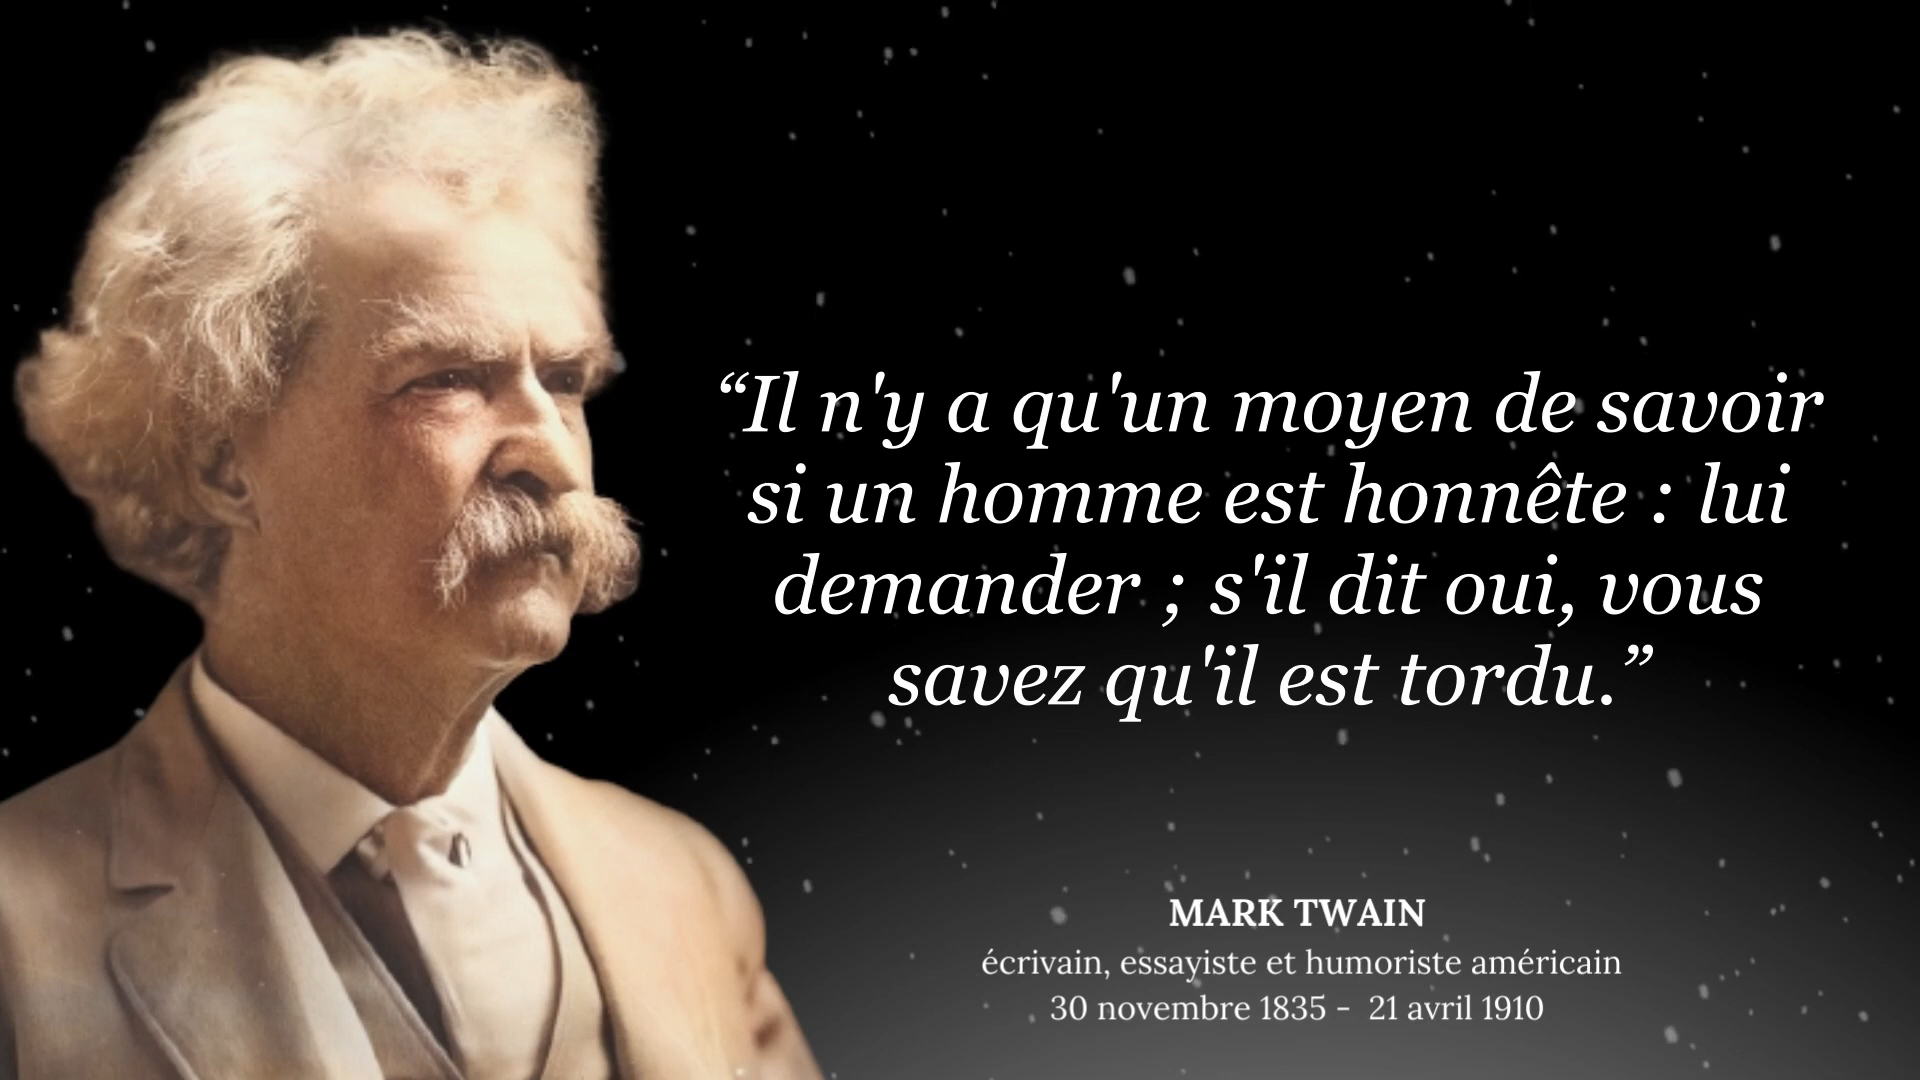 “Il n'y a qu'un moyen de savoir
si un homme est honnête : lui
demander ; s'il dit oui, vous
savez qu'il est tordu.”
MARK TWAIN
écrivain, essayiste et humoriste américain
30 novembre 1835 - 21 avril 1910